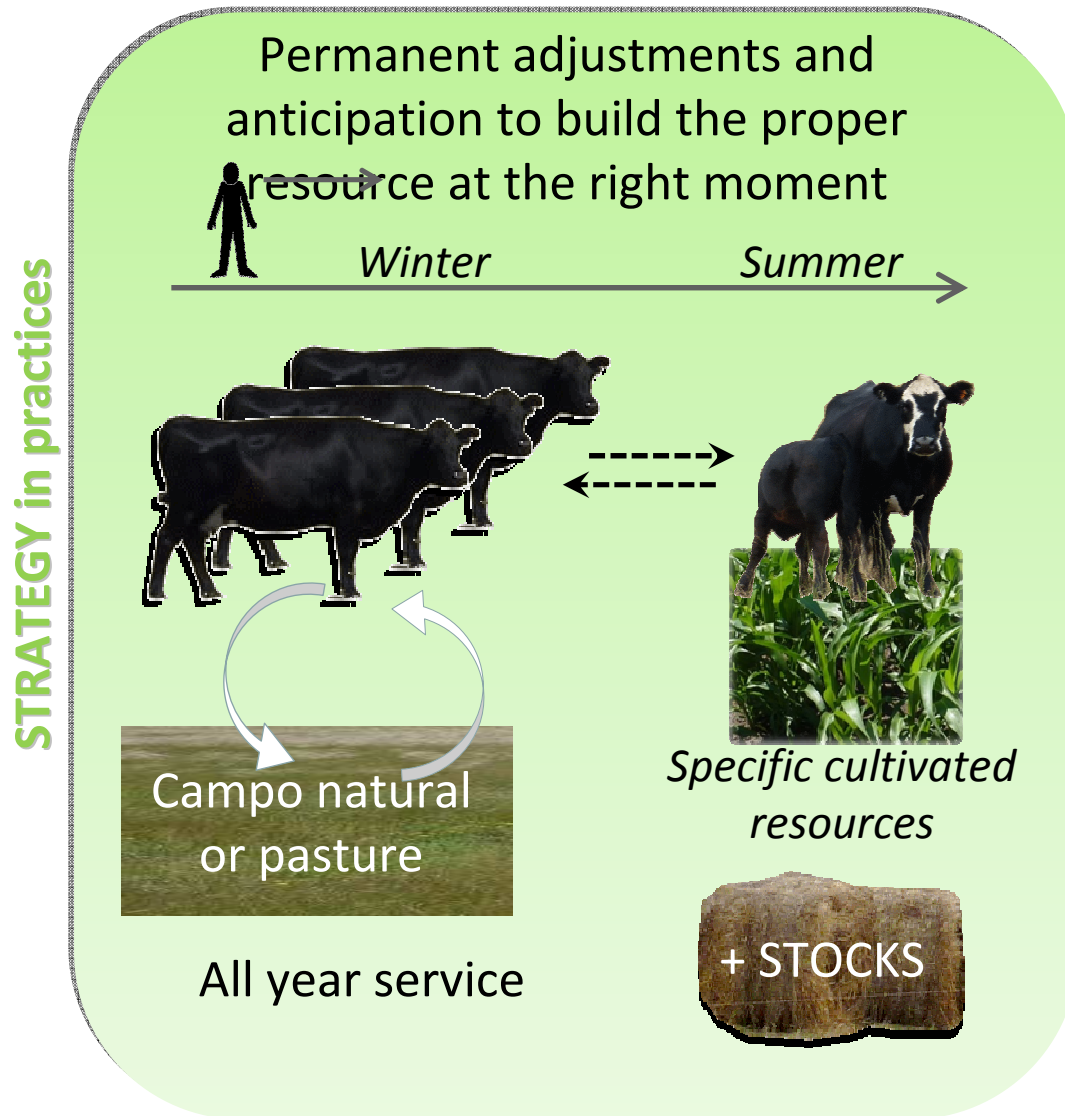 Permanent adjustments and
anticipation to build the proper
resource at the right moment
Winter
Summer
STRATEGY in practices
Campo natural
or pasture
Specific cultivated
resources
+ STOCKS
All year service